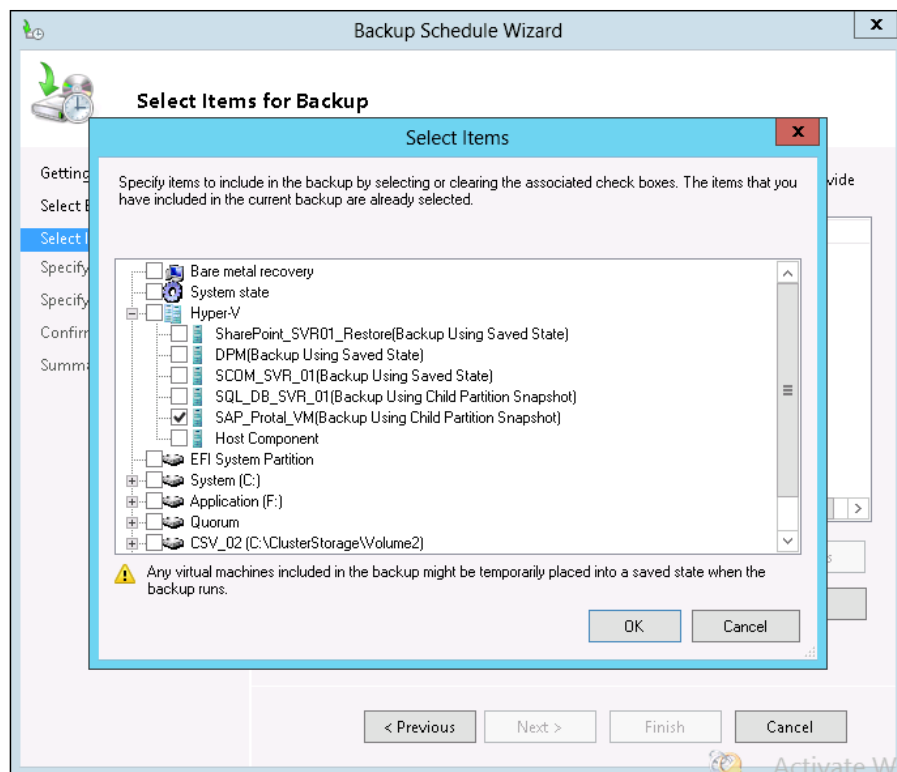 Backup Schedule Wizard
x
Select Items for Backup
Select Items
x
Getting
Specify items to include in the backup by selecting or clearing the associated check boxes. The items that you
vide
have included in the current backup are already selected.
Select
Select
Specify
Specify
Confir
Summa
Bare metal recovery
System state
Hyper-V
SharePoint_SVR01_Restore(Backup Using Saved State)
DPM(Backup Using Saved State)
SCOM_SVR_01(Backup Using Saved State)
SQL_DB_SVR_01(Backup Using Child Partition Snapshot)
SAP_Protal_VM(Backup Using Child Partition Snapshot)
Host Component
EFI System Partition
System (C:)
Application (F:)
Quorum
CSV_02 (C:\ClusterStorage\Volume2)
Any virtual machines included in the backup might be temporarily placed into a saved state when the
backup runs.
s
OK
Cancel
< Previous
Next >
Finish
Cancel
Activate W